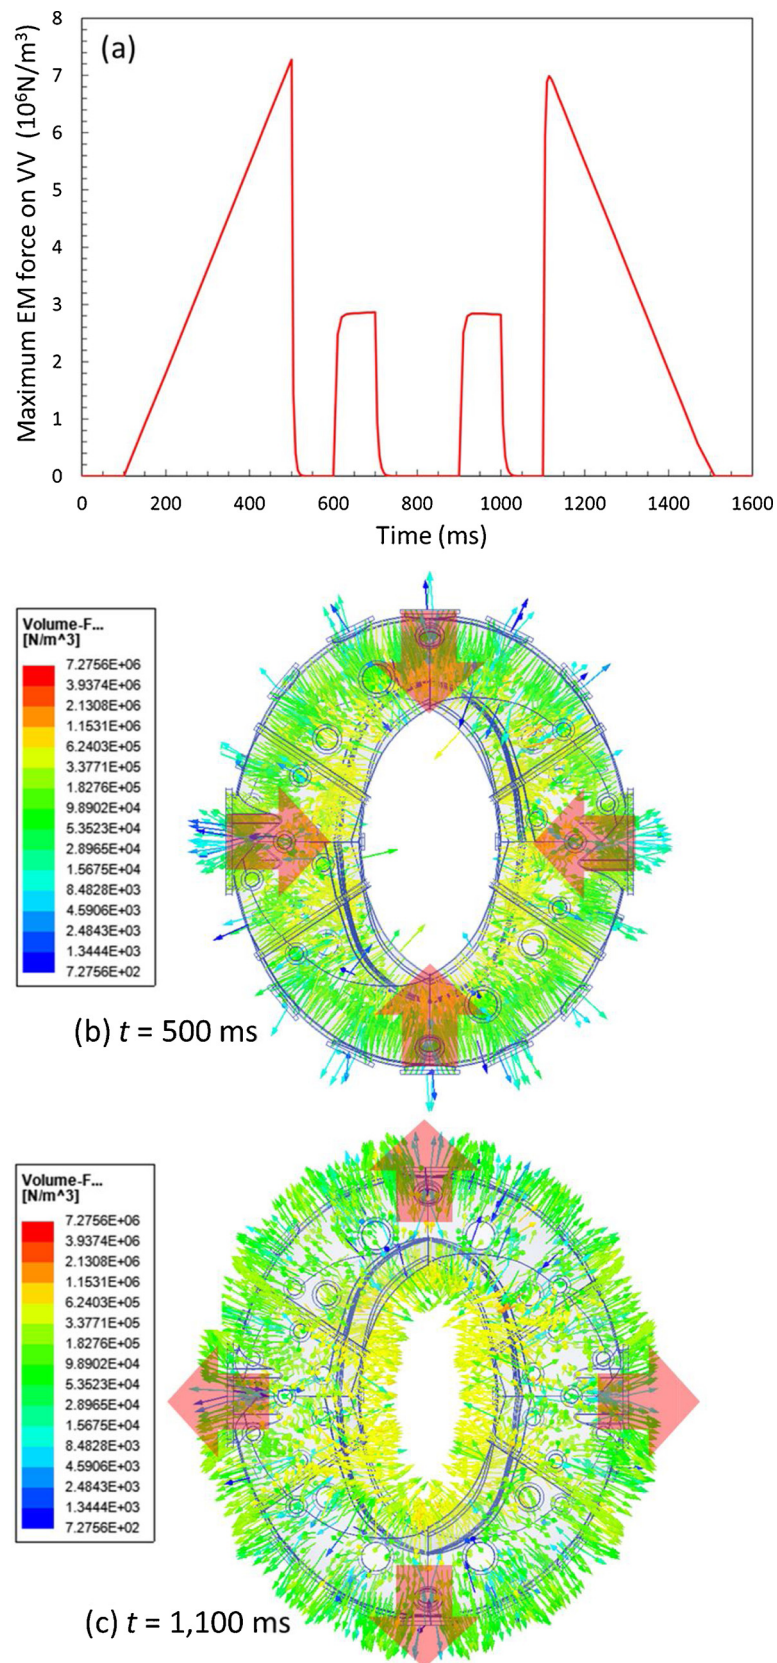 (a)
Maximum EM force on VV (10⁶N/m³)
8
7
6
5
4
3
2
1
0
0 200 400 600 800 1000 1200 1400 1600
Time (ms)
Volume-F...
[N/m^3]
7.2756E+06
3.9374E+06
2.1308E+06
1.1531E+06
6.2403E+05
3.3771E+05
1.8276E+05
9.8902E+04
5.3523E+04
2.8965E+04
1.5675E+04
8.4828E+03
4.5906E+03
2.4843E+03
1.3444E+03
7.2756E+02
(b) t = 500 ms
Volume-F...
[N/m^3]
7.2756E+06
3.9374E+06
2.1308E+06
1.1531E+06
6.2403E+05
3.3771E+05
1.8276E+05
9.8902E+04
5.3523E+04
2.8965E+04
1.5675E+04
8.4828E+03
4.5906E+03
2.4843E+03
1.3444E+03
7.2756E+02
(c) t = 1,100 ms